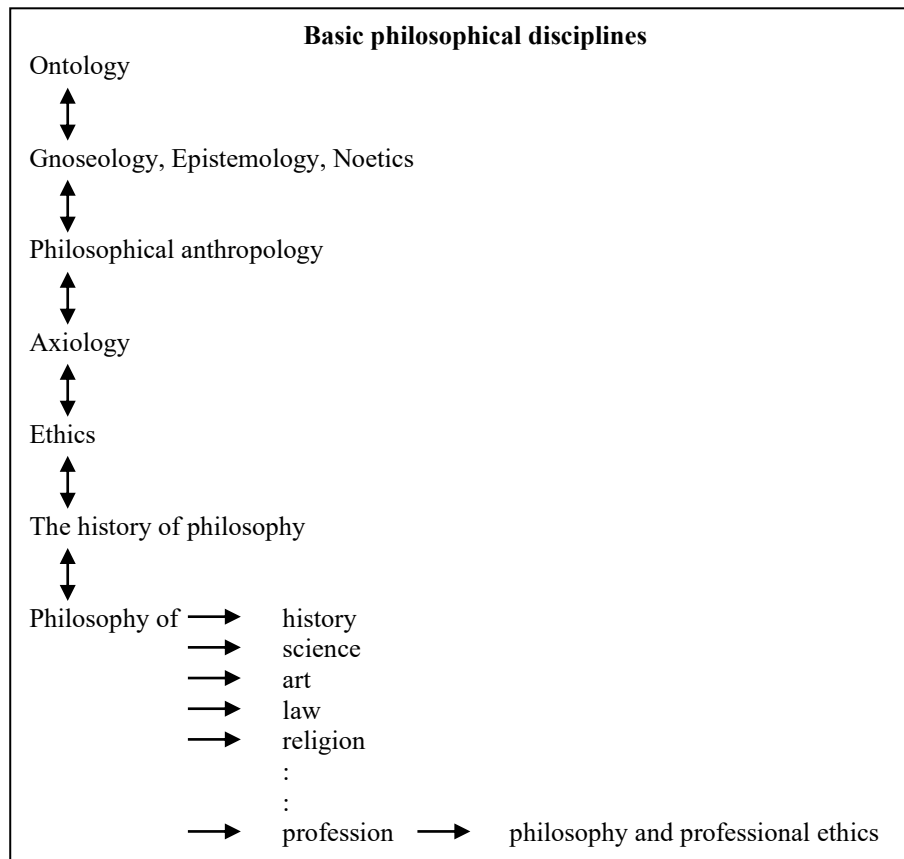 Basic philosophical disciplines
Ontology
Gnoseology, Epistemology, Noetics
Philosophical anthropology
Axiology
Ethics
The history of philosophy
Philosophy of history
science
art
law
religion
:
:
profession philosophy and professional ethics